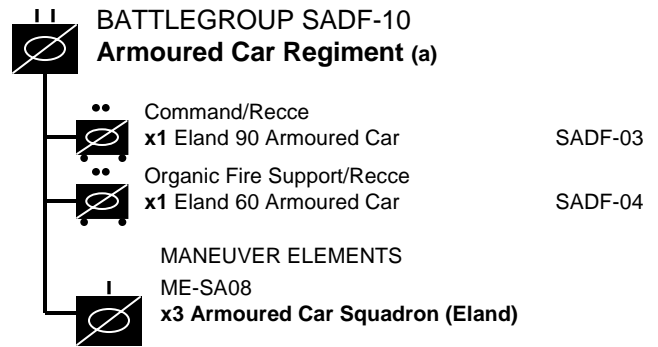 BATTLEGROUP SADF-10
Armoured Car Regiment (a)
Command/Recce
x1 Eland 90 Armoured Car SADF-03
Organic Fire Support/Recce
x1 Eland 60 Armoured Car SADF-04
MANEUVER ELEMENTS
ME-SA08
x3 Armoured Car Squadron (Eland)